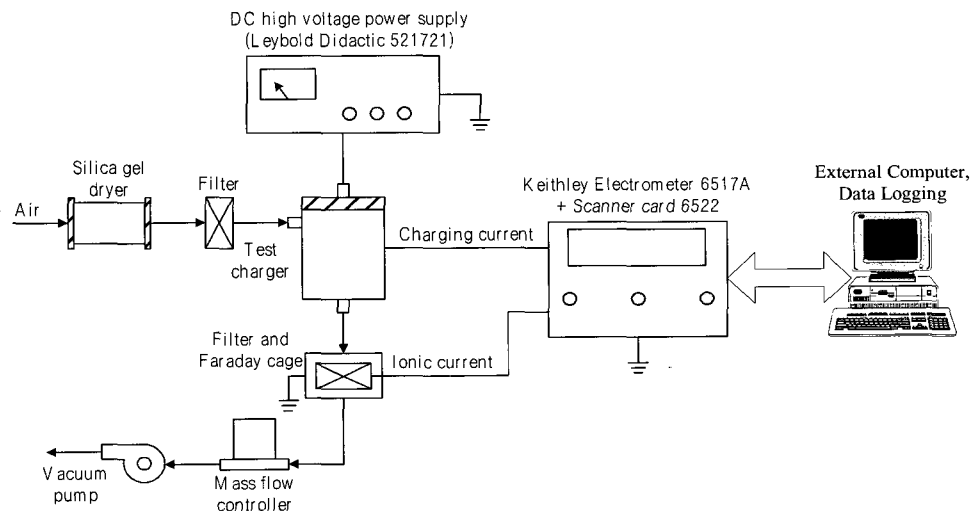 DC high voltage power supply
(Leybold Didactic 521721)
Silica gel
dryer
Filter
Air
Test
charger
Charging current
Keithley Electrometer 6517A
+ Scanner card 6522
External Computer,
Data Logging
Filter and
Faraday cage
Ionic current
Vacuum
pump
Mass flow
controller